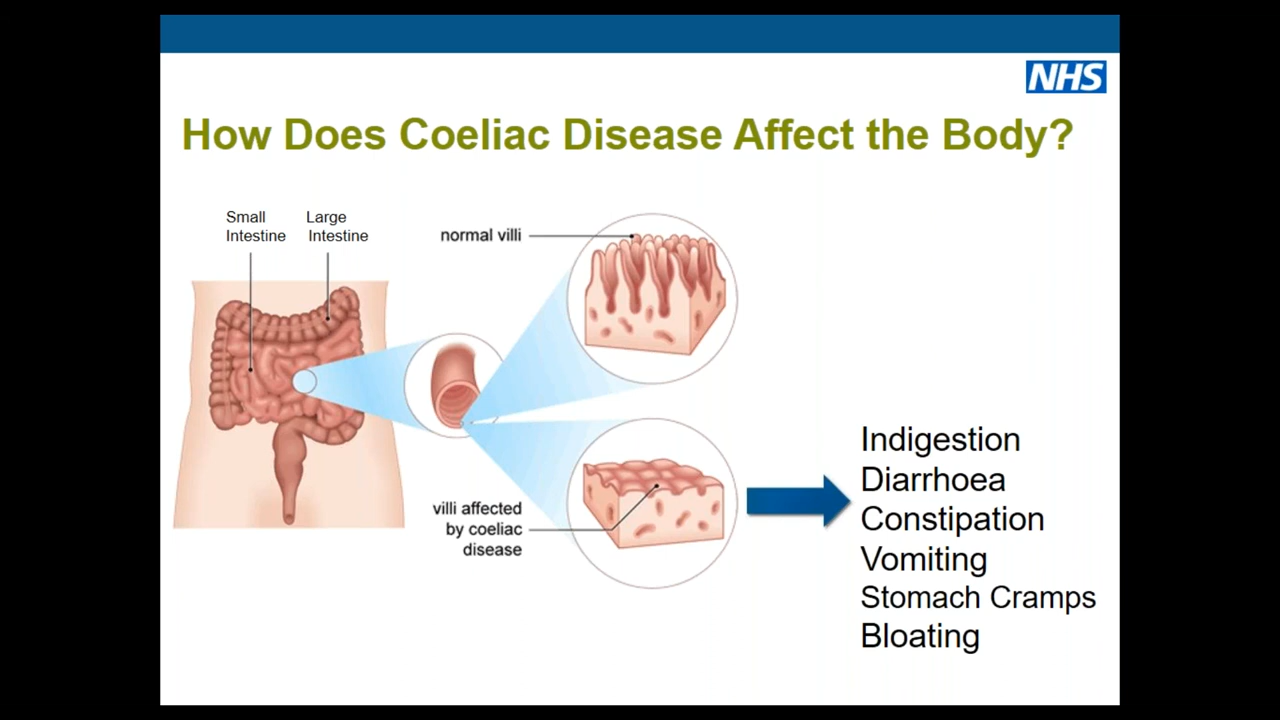 NHS
How Does Coeliac Disease Affect the Body?
Small
Intestine
Large
Intestine
normal villi
villi affected
by coeliac
disease
Indigestion
Diarrhoea
Constipation
Vomiting
Stomach Cramps
Bloating